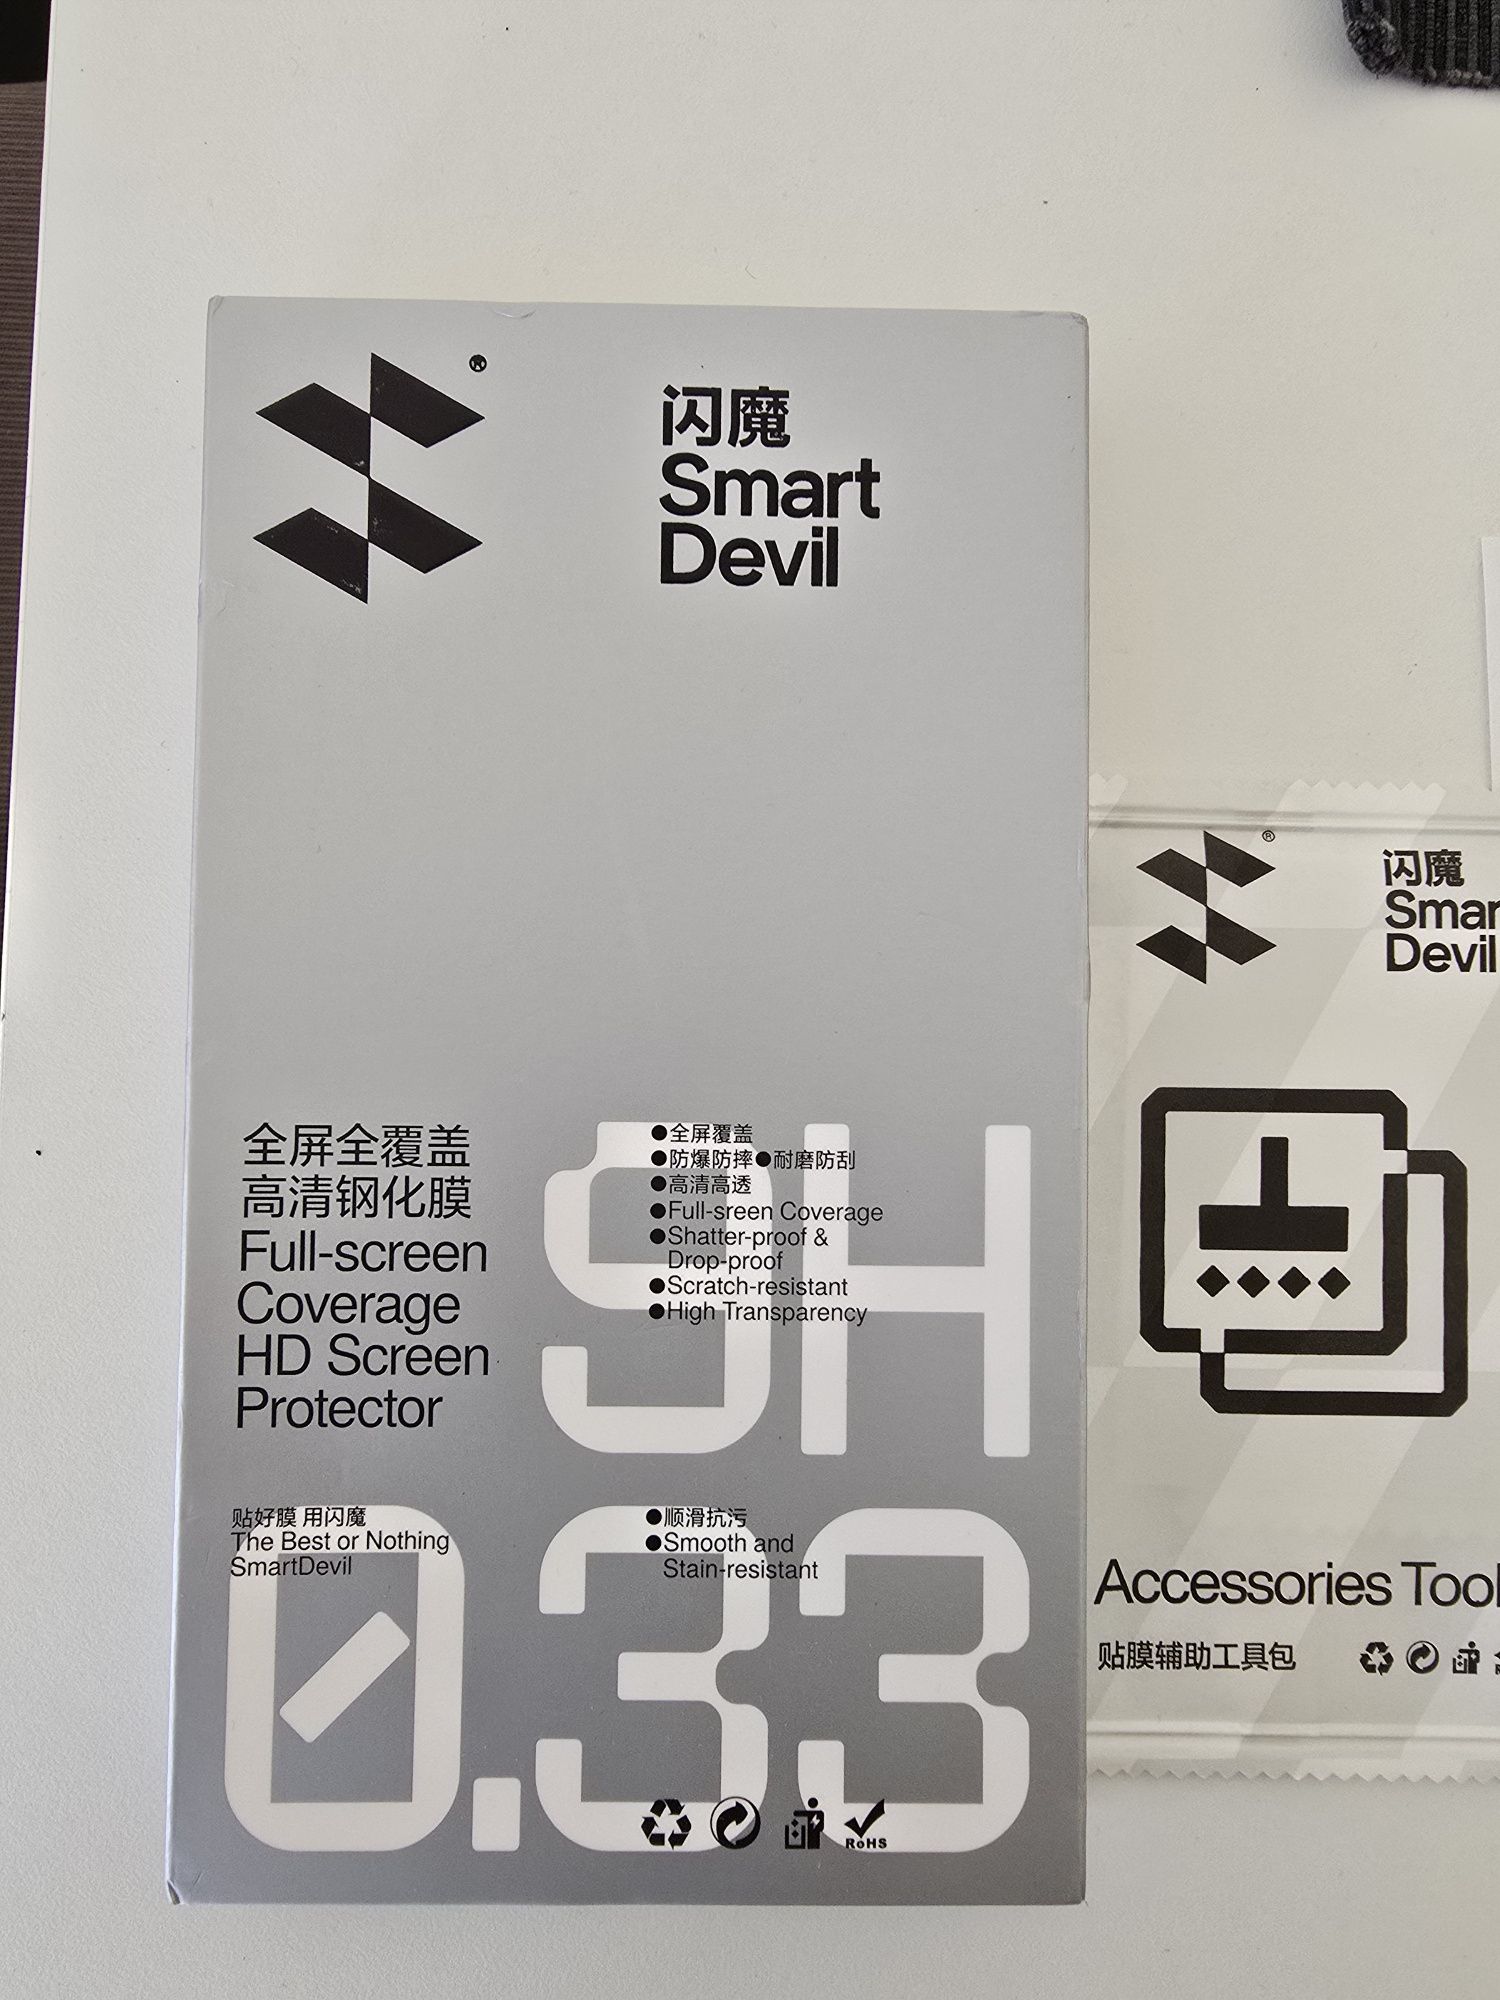 ®
闪魔
Smart
Devil
全屏全覆盖
高清钢化膜
Full-screen
Coverage
HD Screen
Protector
9H
●全屏覆盖
●防爆防摔●耐磨防刮
●高清高透
●Full-sreen Coverage
●Shatter-proof &
Drop-proof
●Scratch-resistant
●High Transparency
贴好膜 用闪魔
The Best or Nothing
SmartDevil
●顺滑抗污
●Smooth and
Stain-resistant
0.33
RoHS
®
闪魔
Smar
Devil
Accessories Tool
贴膜辅助工具包